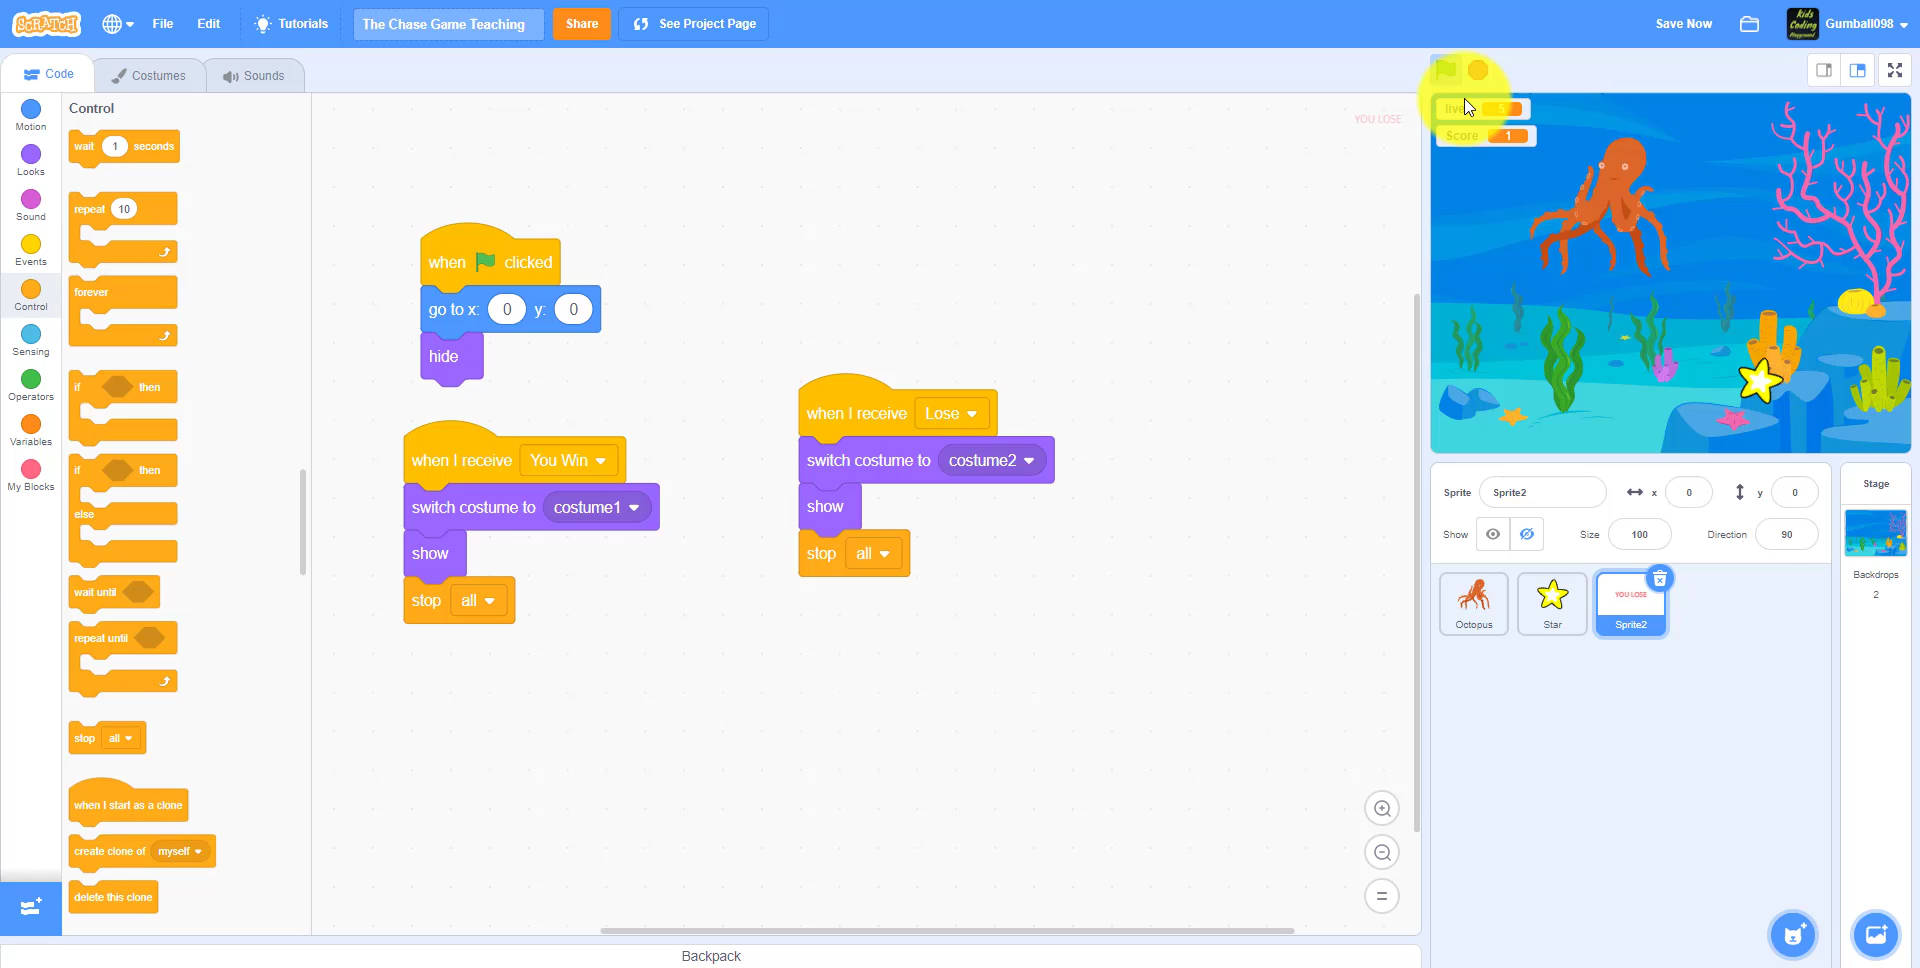 SCRATCH
File
Edit
Tutorials
The Chase Game Teaching
Share
See Project Page
Save Now
Kids
Coding
Playground
Gumball098
Code
Costumes
Sounds
Motion
Looks
Sound
Events
Control
Sensing
Operators
Variables
My Blocks
Control
wait 1 seconds
repeat 10
forever
if then
if then
else
wait until
repeat until
stop all
when I start as a clone
create clone of myself
delete this clone
YOU LOSE
when clicked
go to x: 0 y: 0
hide
when I receive You Win
switch costume to costume1
show
stop all
when I receive Lose
switch costume to costume2
show
stop all
Backpack
5
Score 1
Sprite Sprite2 x 0 y 0
Show Size 100 Direction 90
Octopus
Star
YOU LOSE
Sprite2
Stage
Backdrops
2